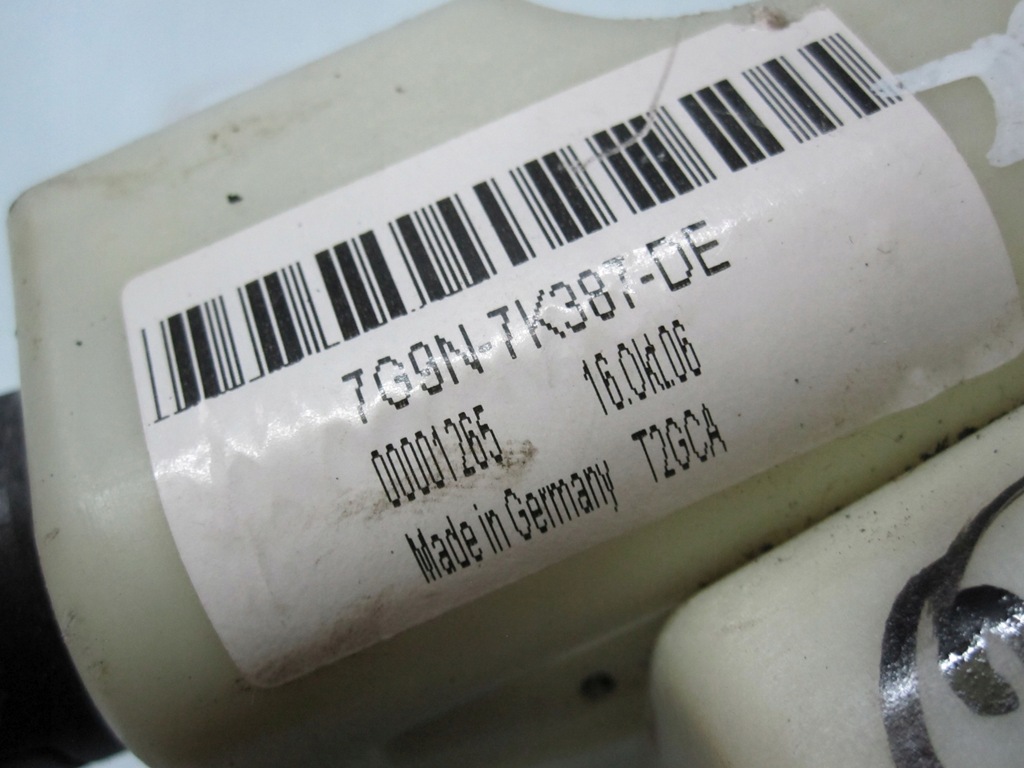 7G9N-7K387-DE
00001265 16.Okt.06
Made in Germany T2GCA